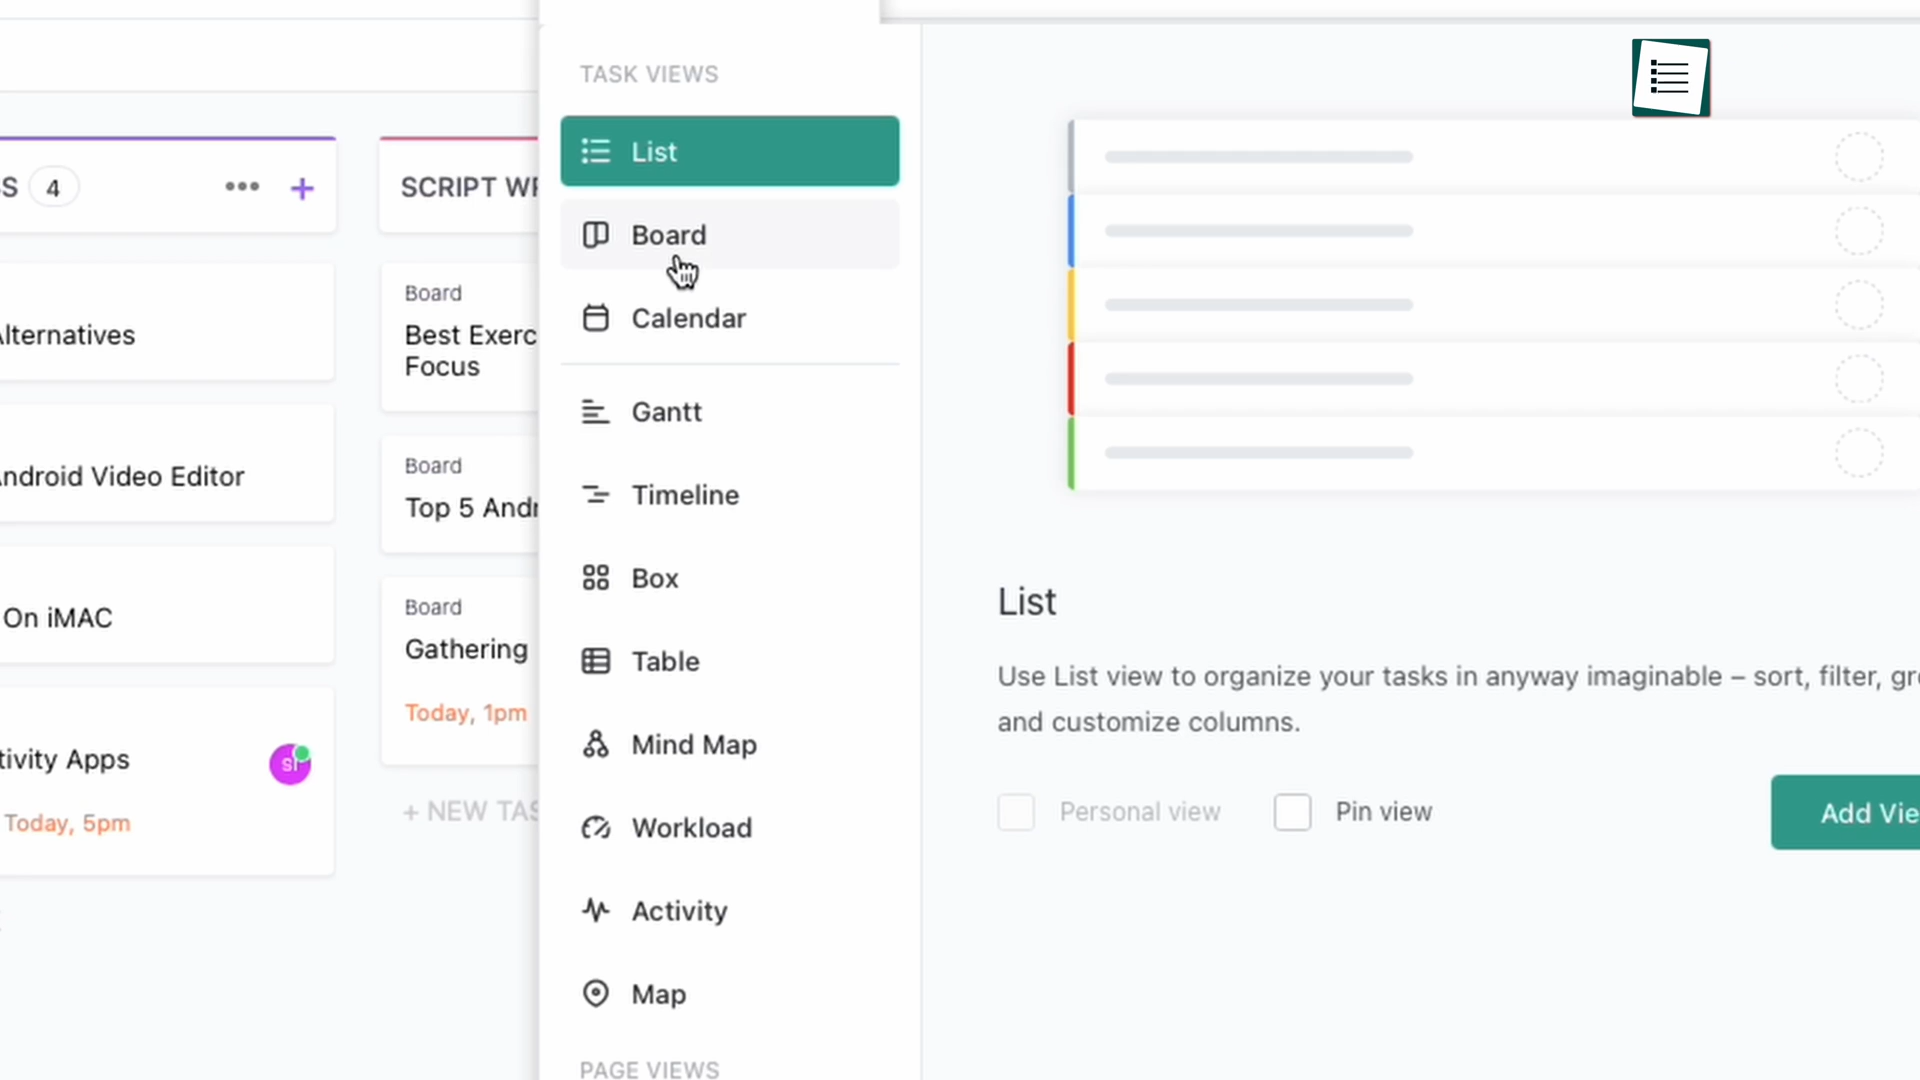 S 4 ••• +
Alternatives
Android Video Editor
On iMAC
tivity Apps
Today, 5pm
SCRIPT WR
Board
Best Exerc
Focus
Board
Top 5 Andr
Board
Gathering
Today, 1pm
+ NEW TAS
TASK VIEWS
List
Board
Calendar
Gantt
Timeline
Box
Table
Mind Map
Workload
Activity
Map
PAGE VIEWS
List
Use List view to organize your tasks in anyway imaginable – sort, filter, gro
and customize columns.
Personal view
Pin view
Add Vie